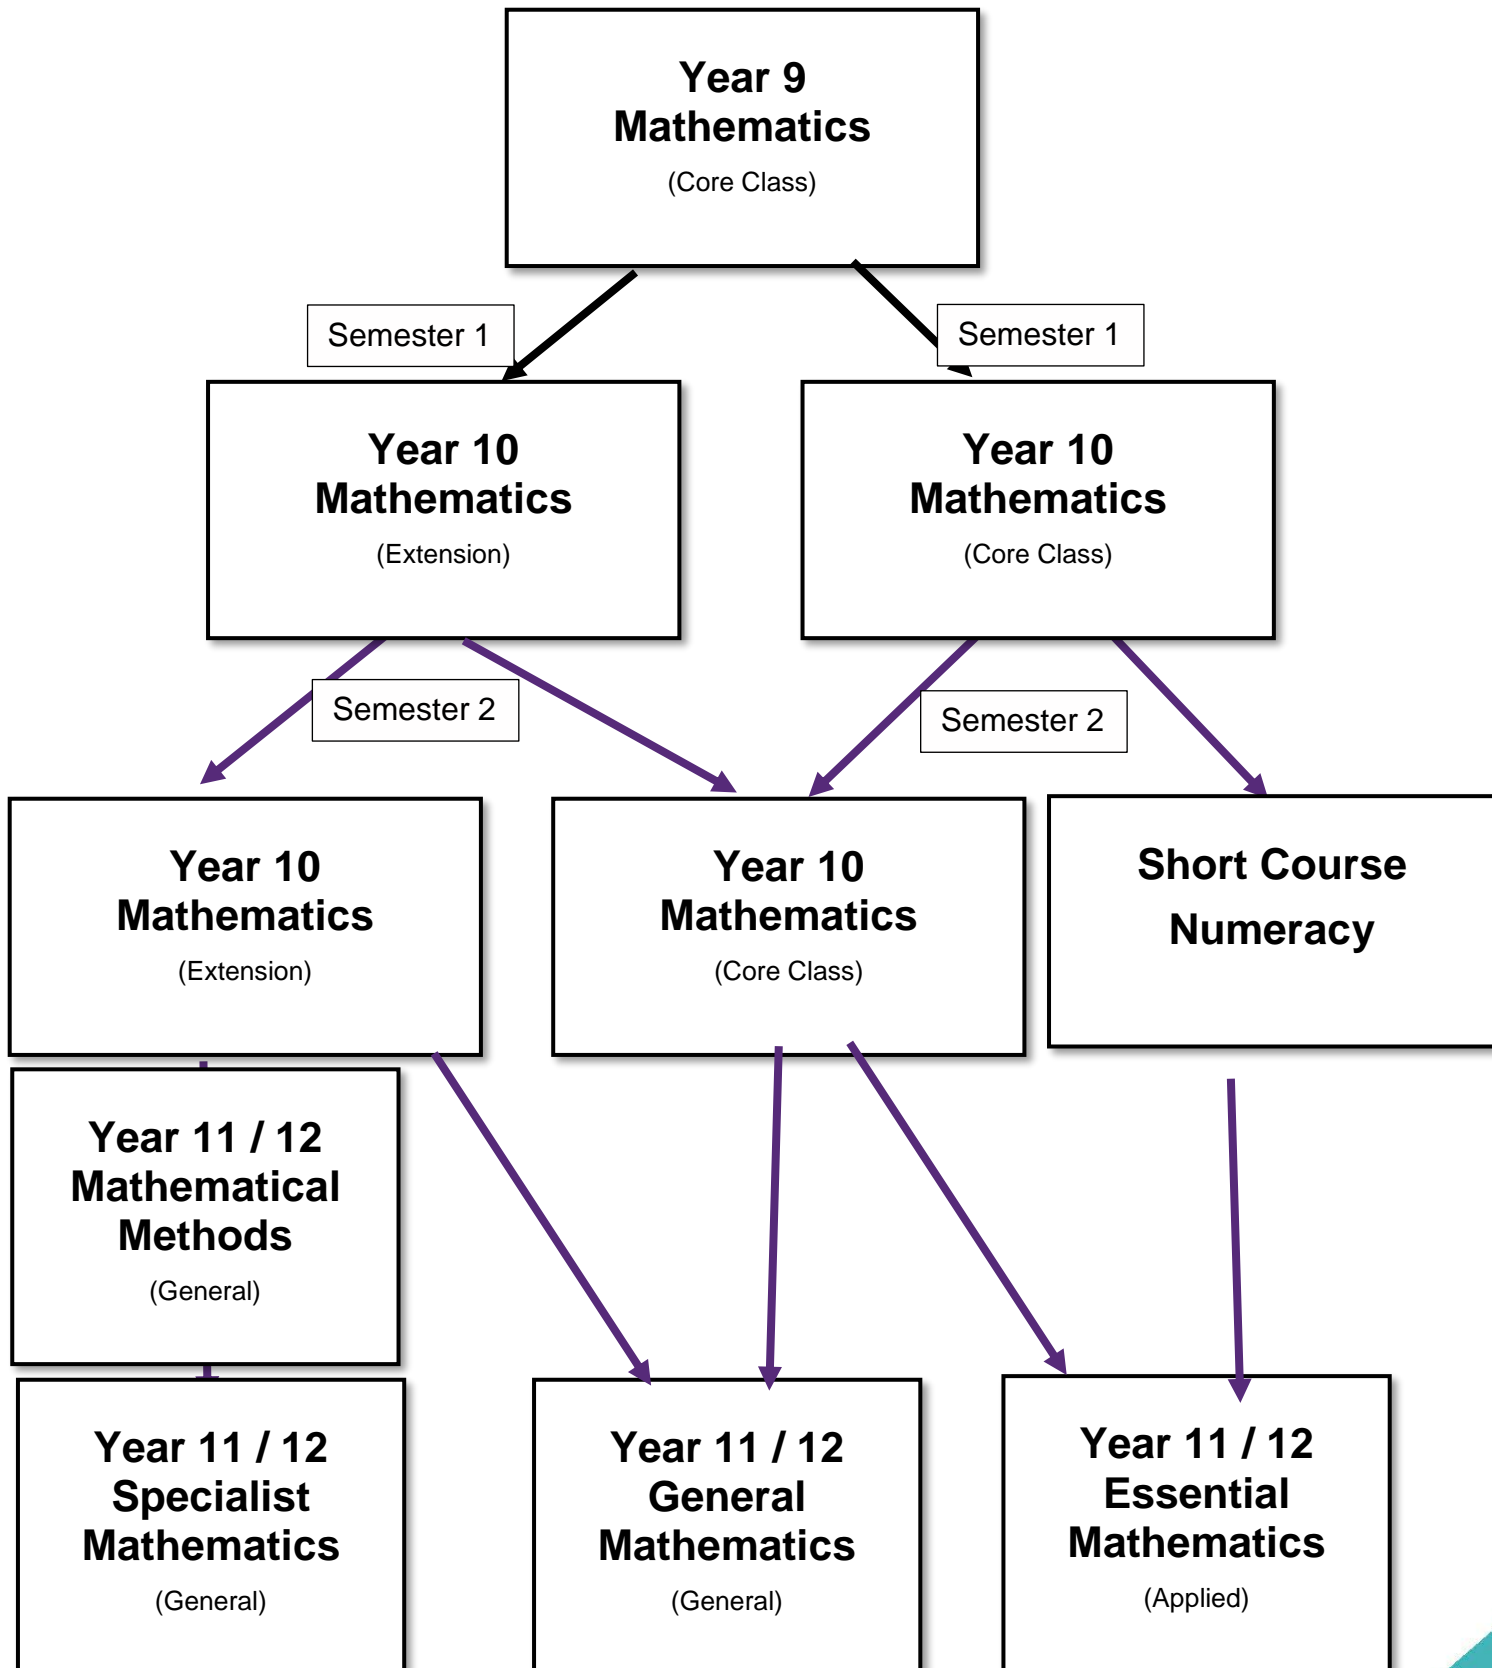 Year 9
Mathematics
(Core Class)
Semester 1
Semester 1
Year 10
Mathematics
(Extension)
Year 10
Mathematics
(Core Class)
Semester 2
Semester 2
Year 10
Mathematics
(Extension)
Year 10
Mathematics
(Core Class)
Short Course
Numeracy
Year 11 / 12
Mathematical
Methods
(General)
Year 11 / 12
Specialist
Mathematics
(General)
Year 11 / 12
General
Mathematics
(General)
Year 11 / 12
Essential
Mathematics
(Applied)